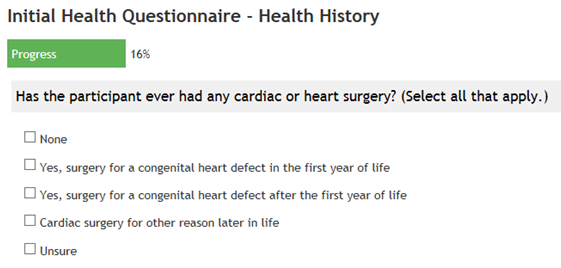 Initial Health Questionnaire - Health History
Progress 16%
Has the participant ever had any cardiac or heart surgery? (Select all that apply.)
None
Yes, surgery for a congenital heart defect in the first year of life
Yes, surgery for a congenital heart defect after the first year of life
Cardiac surgery for other reason later in life
Unsure